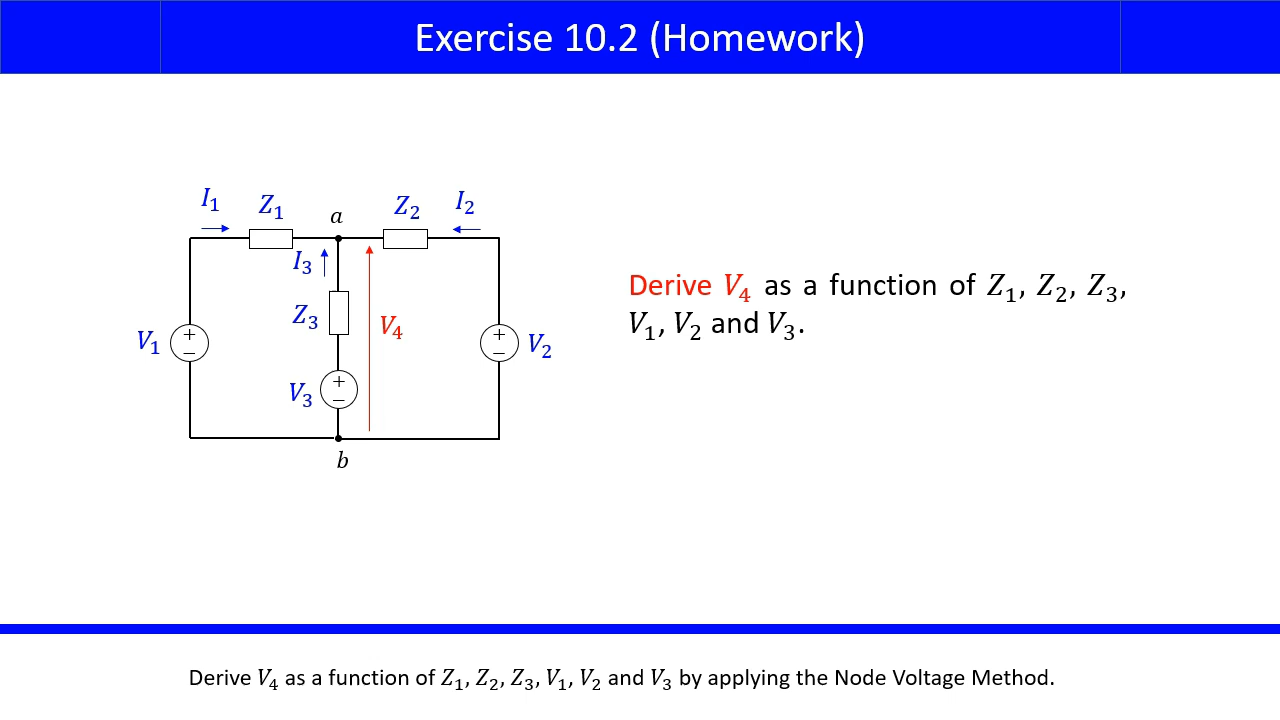 Exercise 10.2 (Homework)
I₁
Z₁
a
Z₂
I₂
I₃
Z₃
V₄
V₁
+
−
+
−
V₂
V₃
+
−
b
Derive V₄ as a function of Z₁, Z₂, Z₃,
V₁, V₂ and V₃.
Derive V₄ as a function of Z₁, Z₂, Z₃, V₁, V₂ and V₃ by applying the Node Voltage Method.